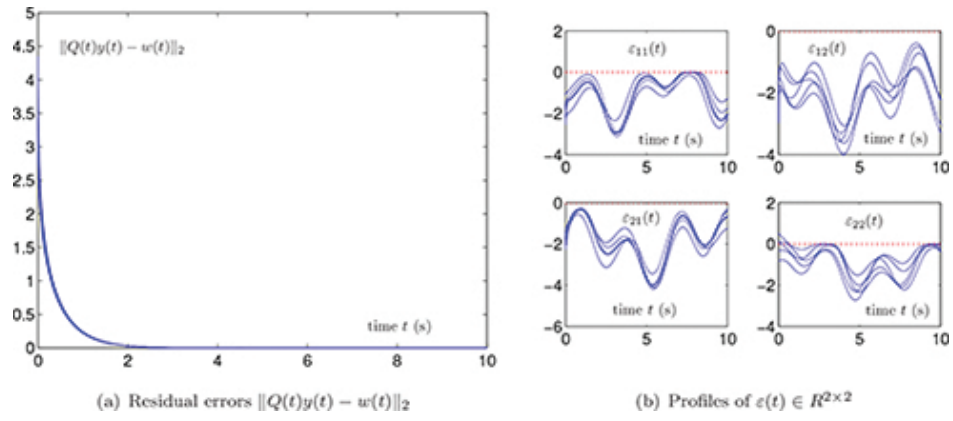 5
4.5
4
3.5
3
2.5
2
1.5
1
0.5
0
0 2 4 6 8 10
‖Q(t)y(t) − w(t)‖₂
time t (s)
(a) Residual errors ‖Q(t)y(t) − w(t)‖₂
2
0
−2
−4
0 5 10
ε₁₁(t)
time t (s)
0
−2
−4
0 5 10
ε₁₂(t)
time t (s)
0
−2
−4
−6
0 5 10
ε₂₁(t)
time t (s)
2
0
−2
−4
0 5 10
ε₂₂(t)
time t (s)
(b) Profiles of ε(t) ∈ R²ˣ²